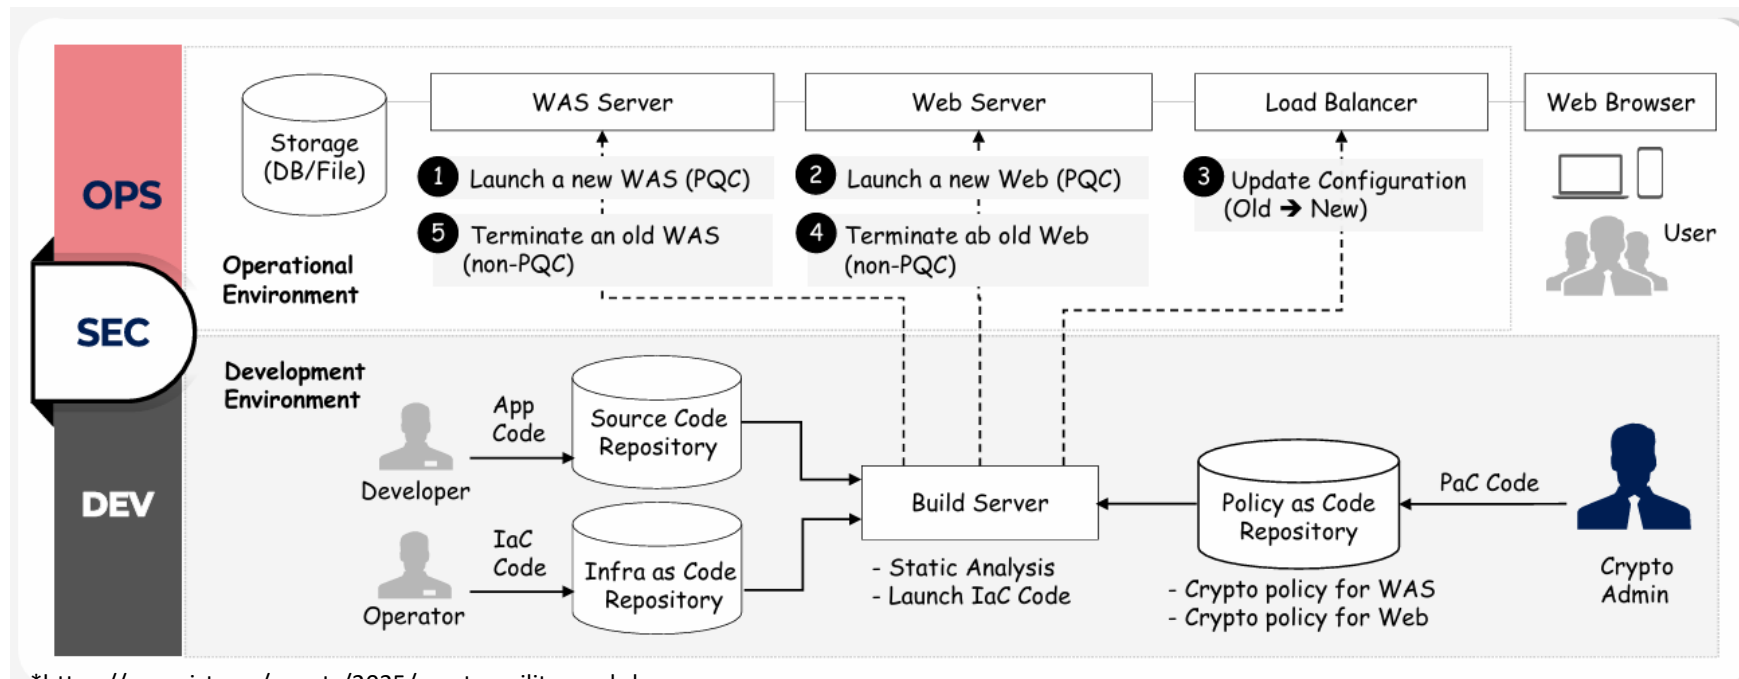 OPS
SEC
DEV
Storage
(DB/File)
WAS Server
Web Server
Load Balancer
Web Browser
1 Launch a new WAS (PQC)
2 Launch a new Web (PQC)
3 Update Configuration
(Old ➔ New)
5 Terminate an old WAS
(non-PQC)
4 Terminate ab old Web
(non-PQC)
User
Operational
Environment
Development
Environment
App
Code
Developer
Source Code
Repository
IaC
Code
Operator
Infra as Code
Repository
Build Server
- Static Analysis
- Launch IaC Code
Policy as Code
Repository
- Crypto policy for WAS
- Crypto policy for Web
PaC Code
Crypto
Admin